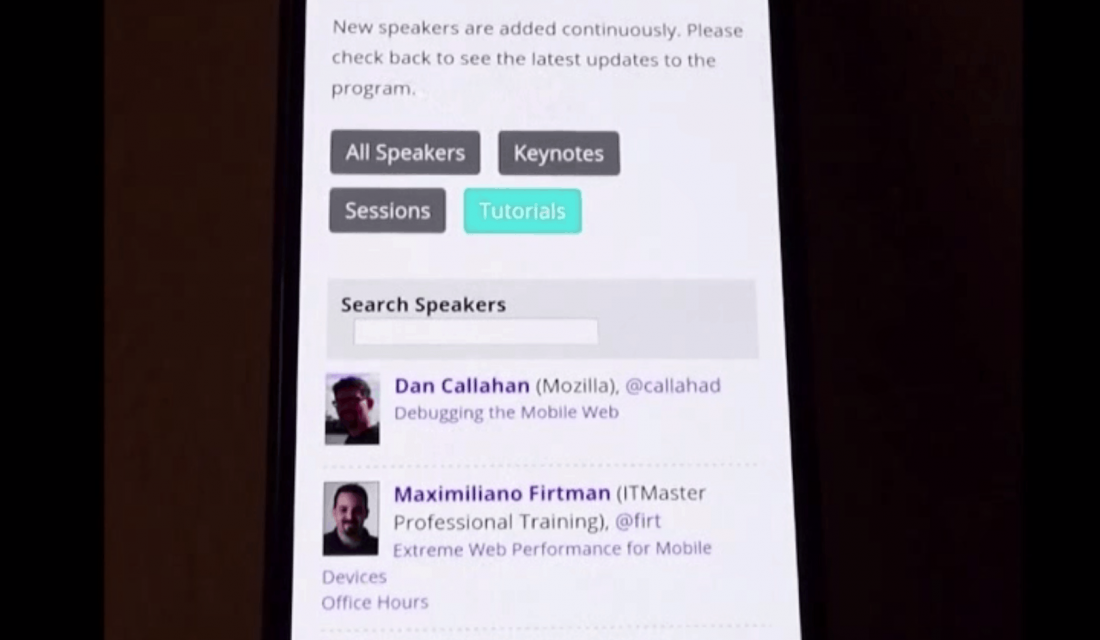 New speakers are added continuously. Please
check back to see the latest updates to the
program.
All Speakers Keynotes
Sessions Tutorials
Search Speakers
Dan Callahan (Mozilla), @callahad
Debugging the Mobile Web
Maximiliano Firtman (ITMaster
Professional Training), @firt
Extreme Web Performance for Mobile
Devices
Office Hours